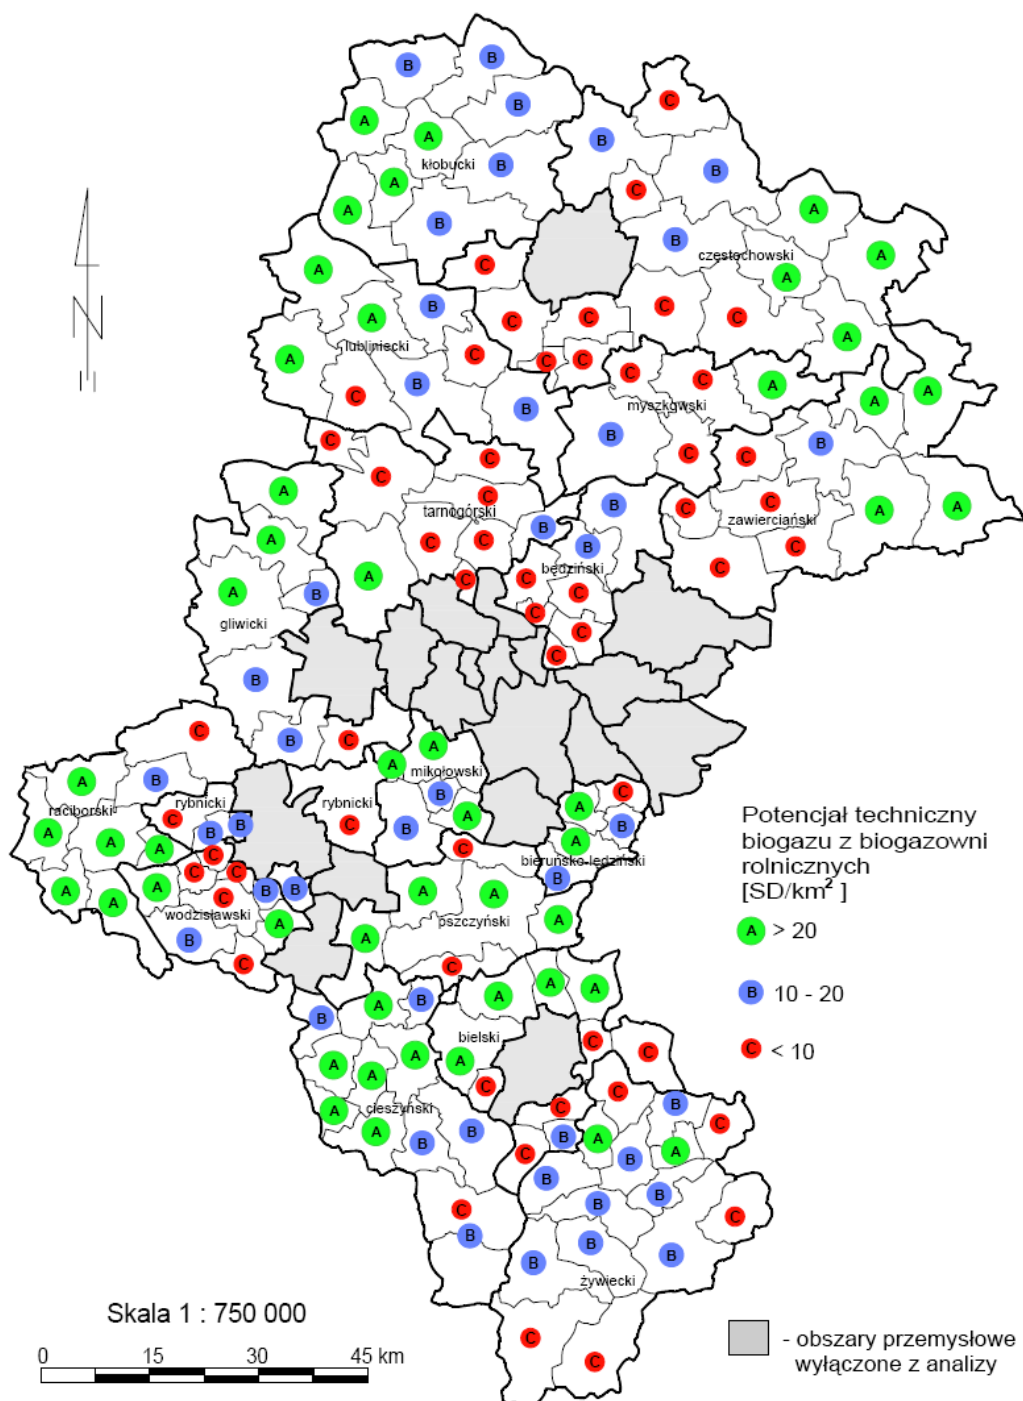 B
B
B
C
A
A
B
B
kłobucki
B
A
C
B
A
A
B
A
B
częstochowski
A
C
A
A
B
C
A
C
C
C
B
A
lubliniecki
A
C
C
C
C
C
A
A
A
C
B
myszkowski
B
B
B
C
C
C
C
C
A
C
C
tarnogórski
B
C
zawierciański
A
A
A
C
C
B
B
C
będziński
A
C
C
C
A
B
C
C
gliwicki
C
C
B
C
B
C
A
A
mikołowski
A
B
raciborski
rybnicki
rybnicki
B
A
C
A
C
B
B
C
B
A
B
A
A
C
C
A
bieruńsko-lędziński
C
C
B
A
A
A
C
B
B
A
A
wodzisławski
A
pszczyński
A
B
C
A
C
A
A
A
B
A
B
bielski
C
C
A
A
A
A
C
C
cieszyński
A
C
B
C
A
B
B
B
A
C
A
B
C
B
B
B
C
B
C
B
B
B
B
żywiecki
C
C
N
Potencjał techniczny
biogazu z biogazowni
rolnicznych
[SD/km² ]
A > 20
B 10 - 20
C < 10
Skala 1 : 750 000
0 15 30 45 km
- obszary przemysłowe
wyłączone z analizy